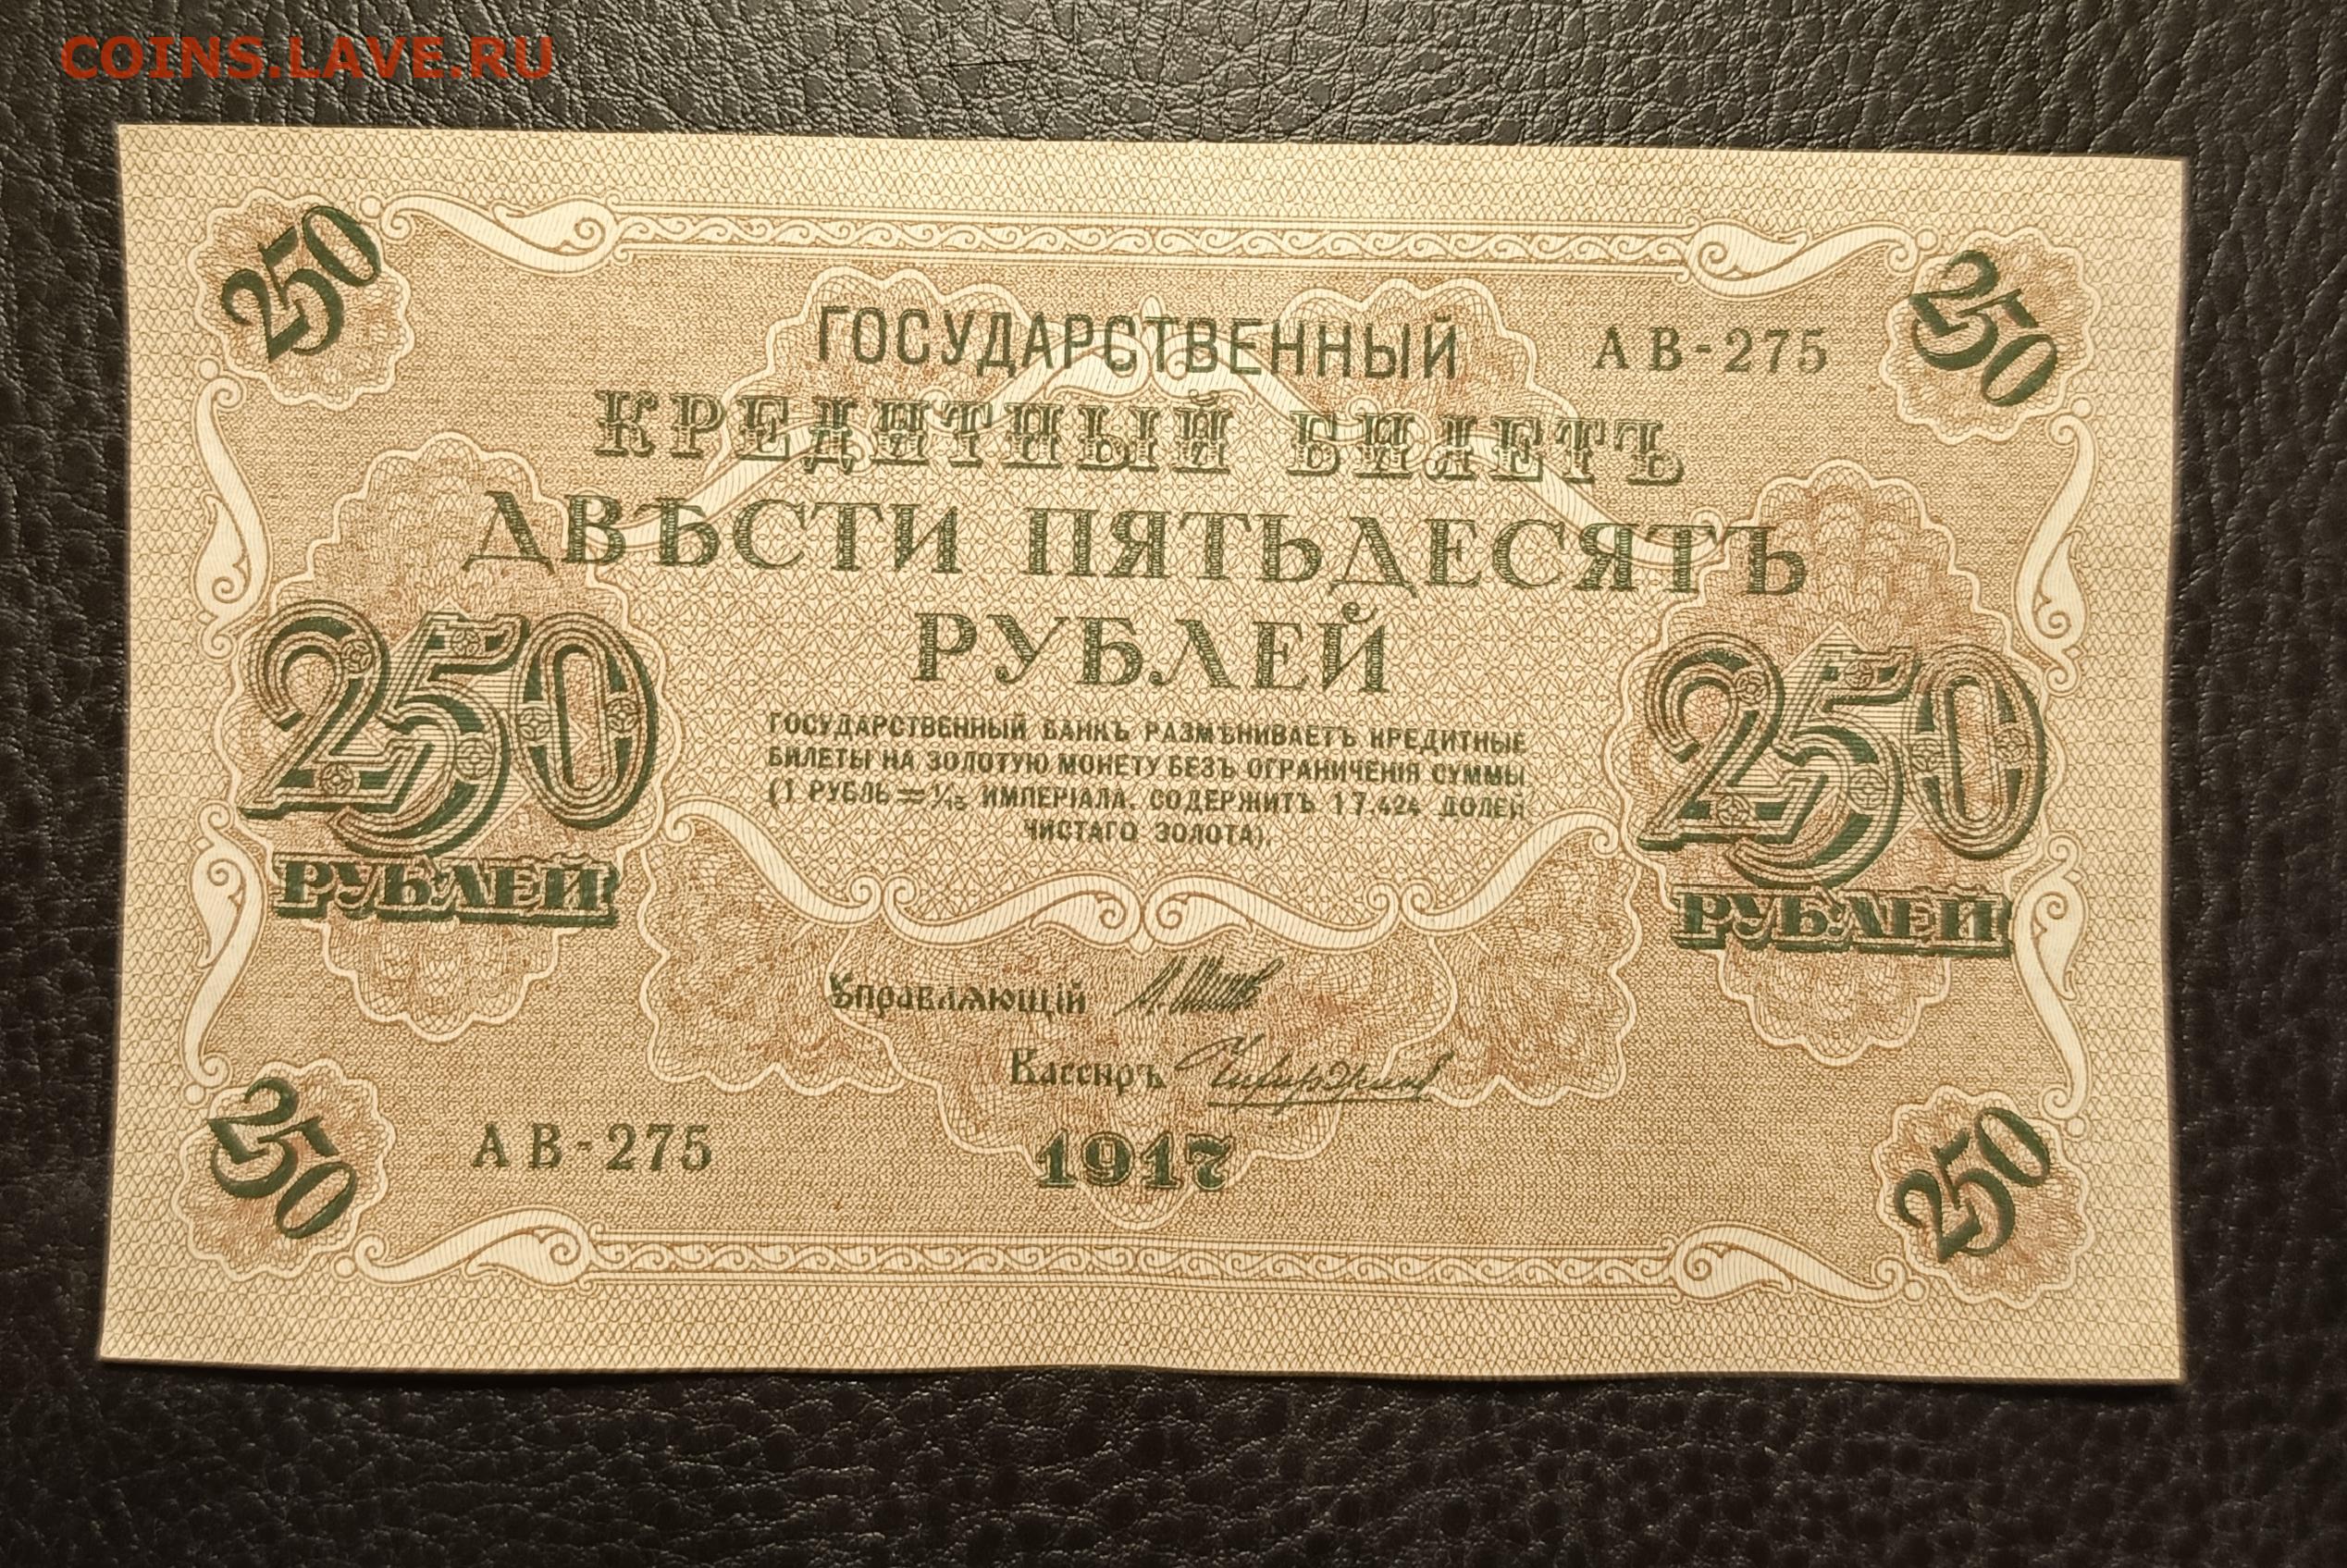 COINS.LAVE.RU
250
250
ГОСУДАРСТВЕННЫЙ
АВ-275
КРЕДИТНЫЙ БИЛЕТЪ
ДВѢСТИ ПЯТЬДЕСЯТЪ
РУБЛЕЙ
250
РУБЛЕЙ
250
РУБЛЕЙ
ГОСУДАРСТВЕННЫЙ БАНКЪ РАЗМѢНИВАЕТЪ КРЕДИТНЫЕ
БИЛЕТЫ НА ЗОЛОТУЮ МОНЕТУ БЕЗЪ ОГРАНИЧЕНІЯ СУММЫ
(1 РУБЛЬ = 1/15 ИМПЕРІАЛА, СОДЕРЖИТЪ 17.424 ДОЛЕЙ
ЧИСТАГО ЗОЛОТА).
Управляющій
Кассиръ
АВ-275
1917
250
250